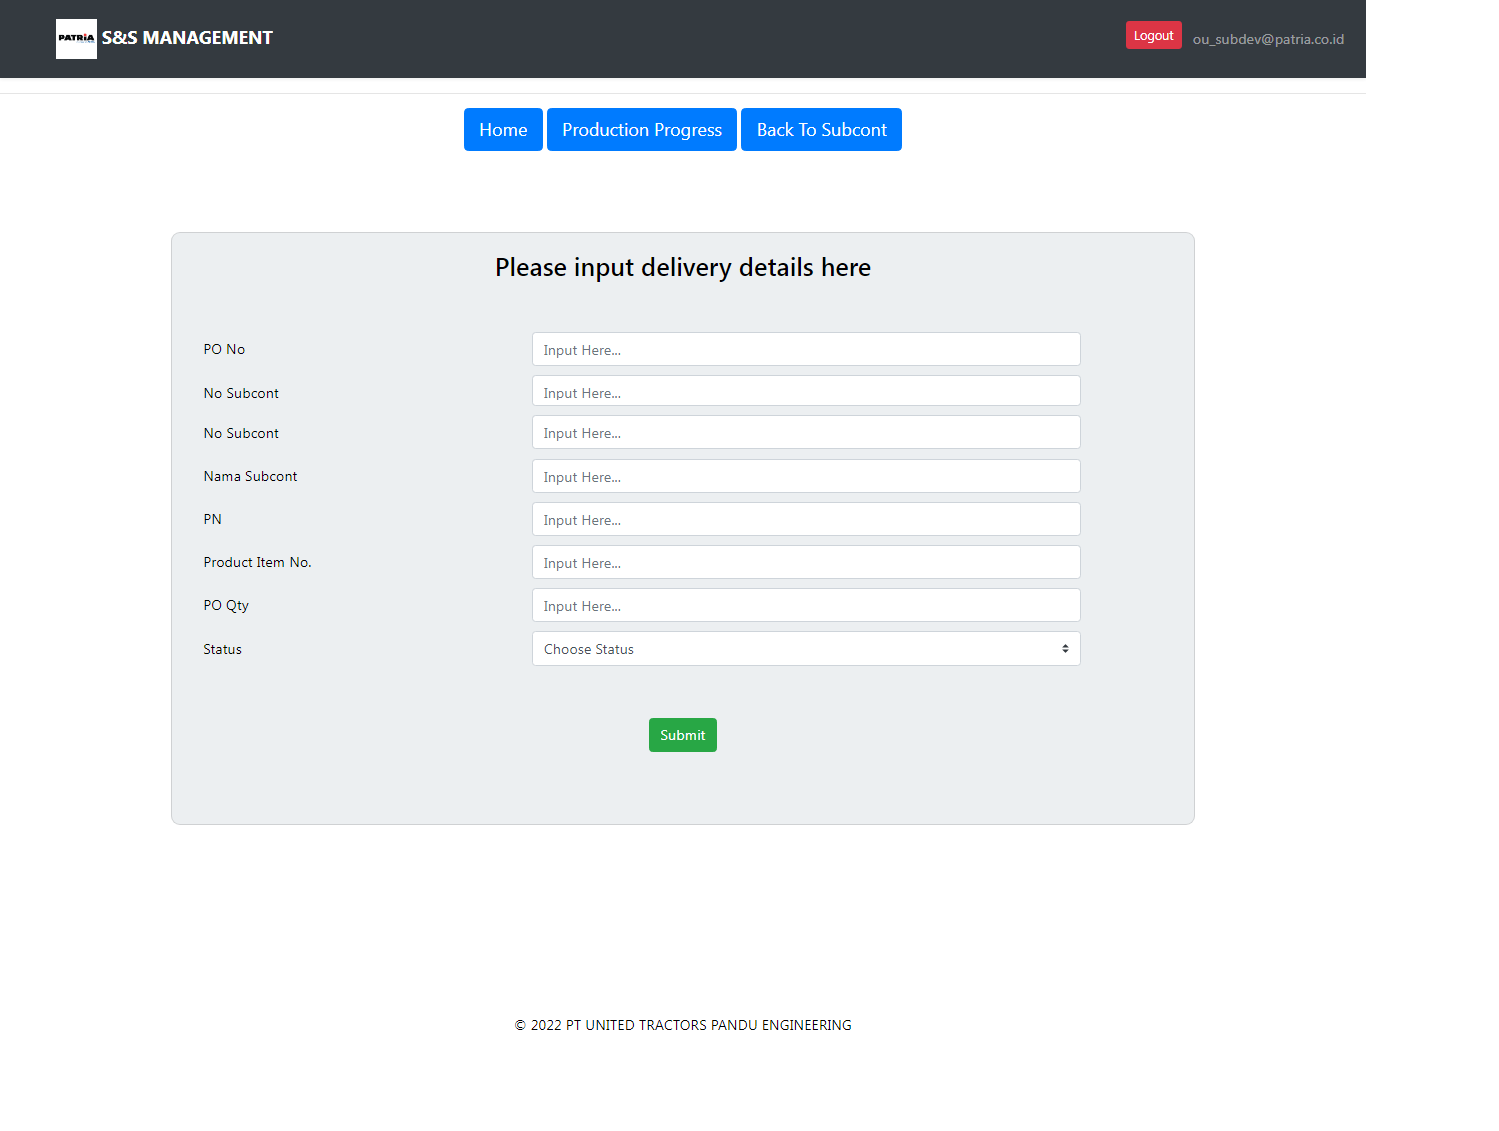 PATRIA S&S MANAGEMENT
Logout ou_subdev@patria.co.id
Home Production Progress Back To Subcont
Please input delivery details here
PO No Input Here...
No Subcont Input Here...
No Subcont Input Here...
Nama Subcont Input Here...
PN Input Here...
Product Item No. Input Here...
PO Qty Input Here...
Status Choose Status
Submit
© 2022 PT UNITED TRACTORS PANDU ENGINEERING